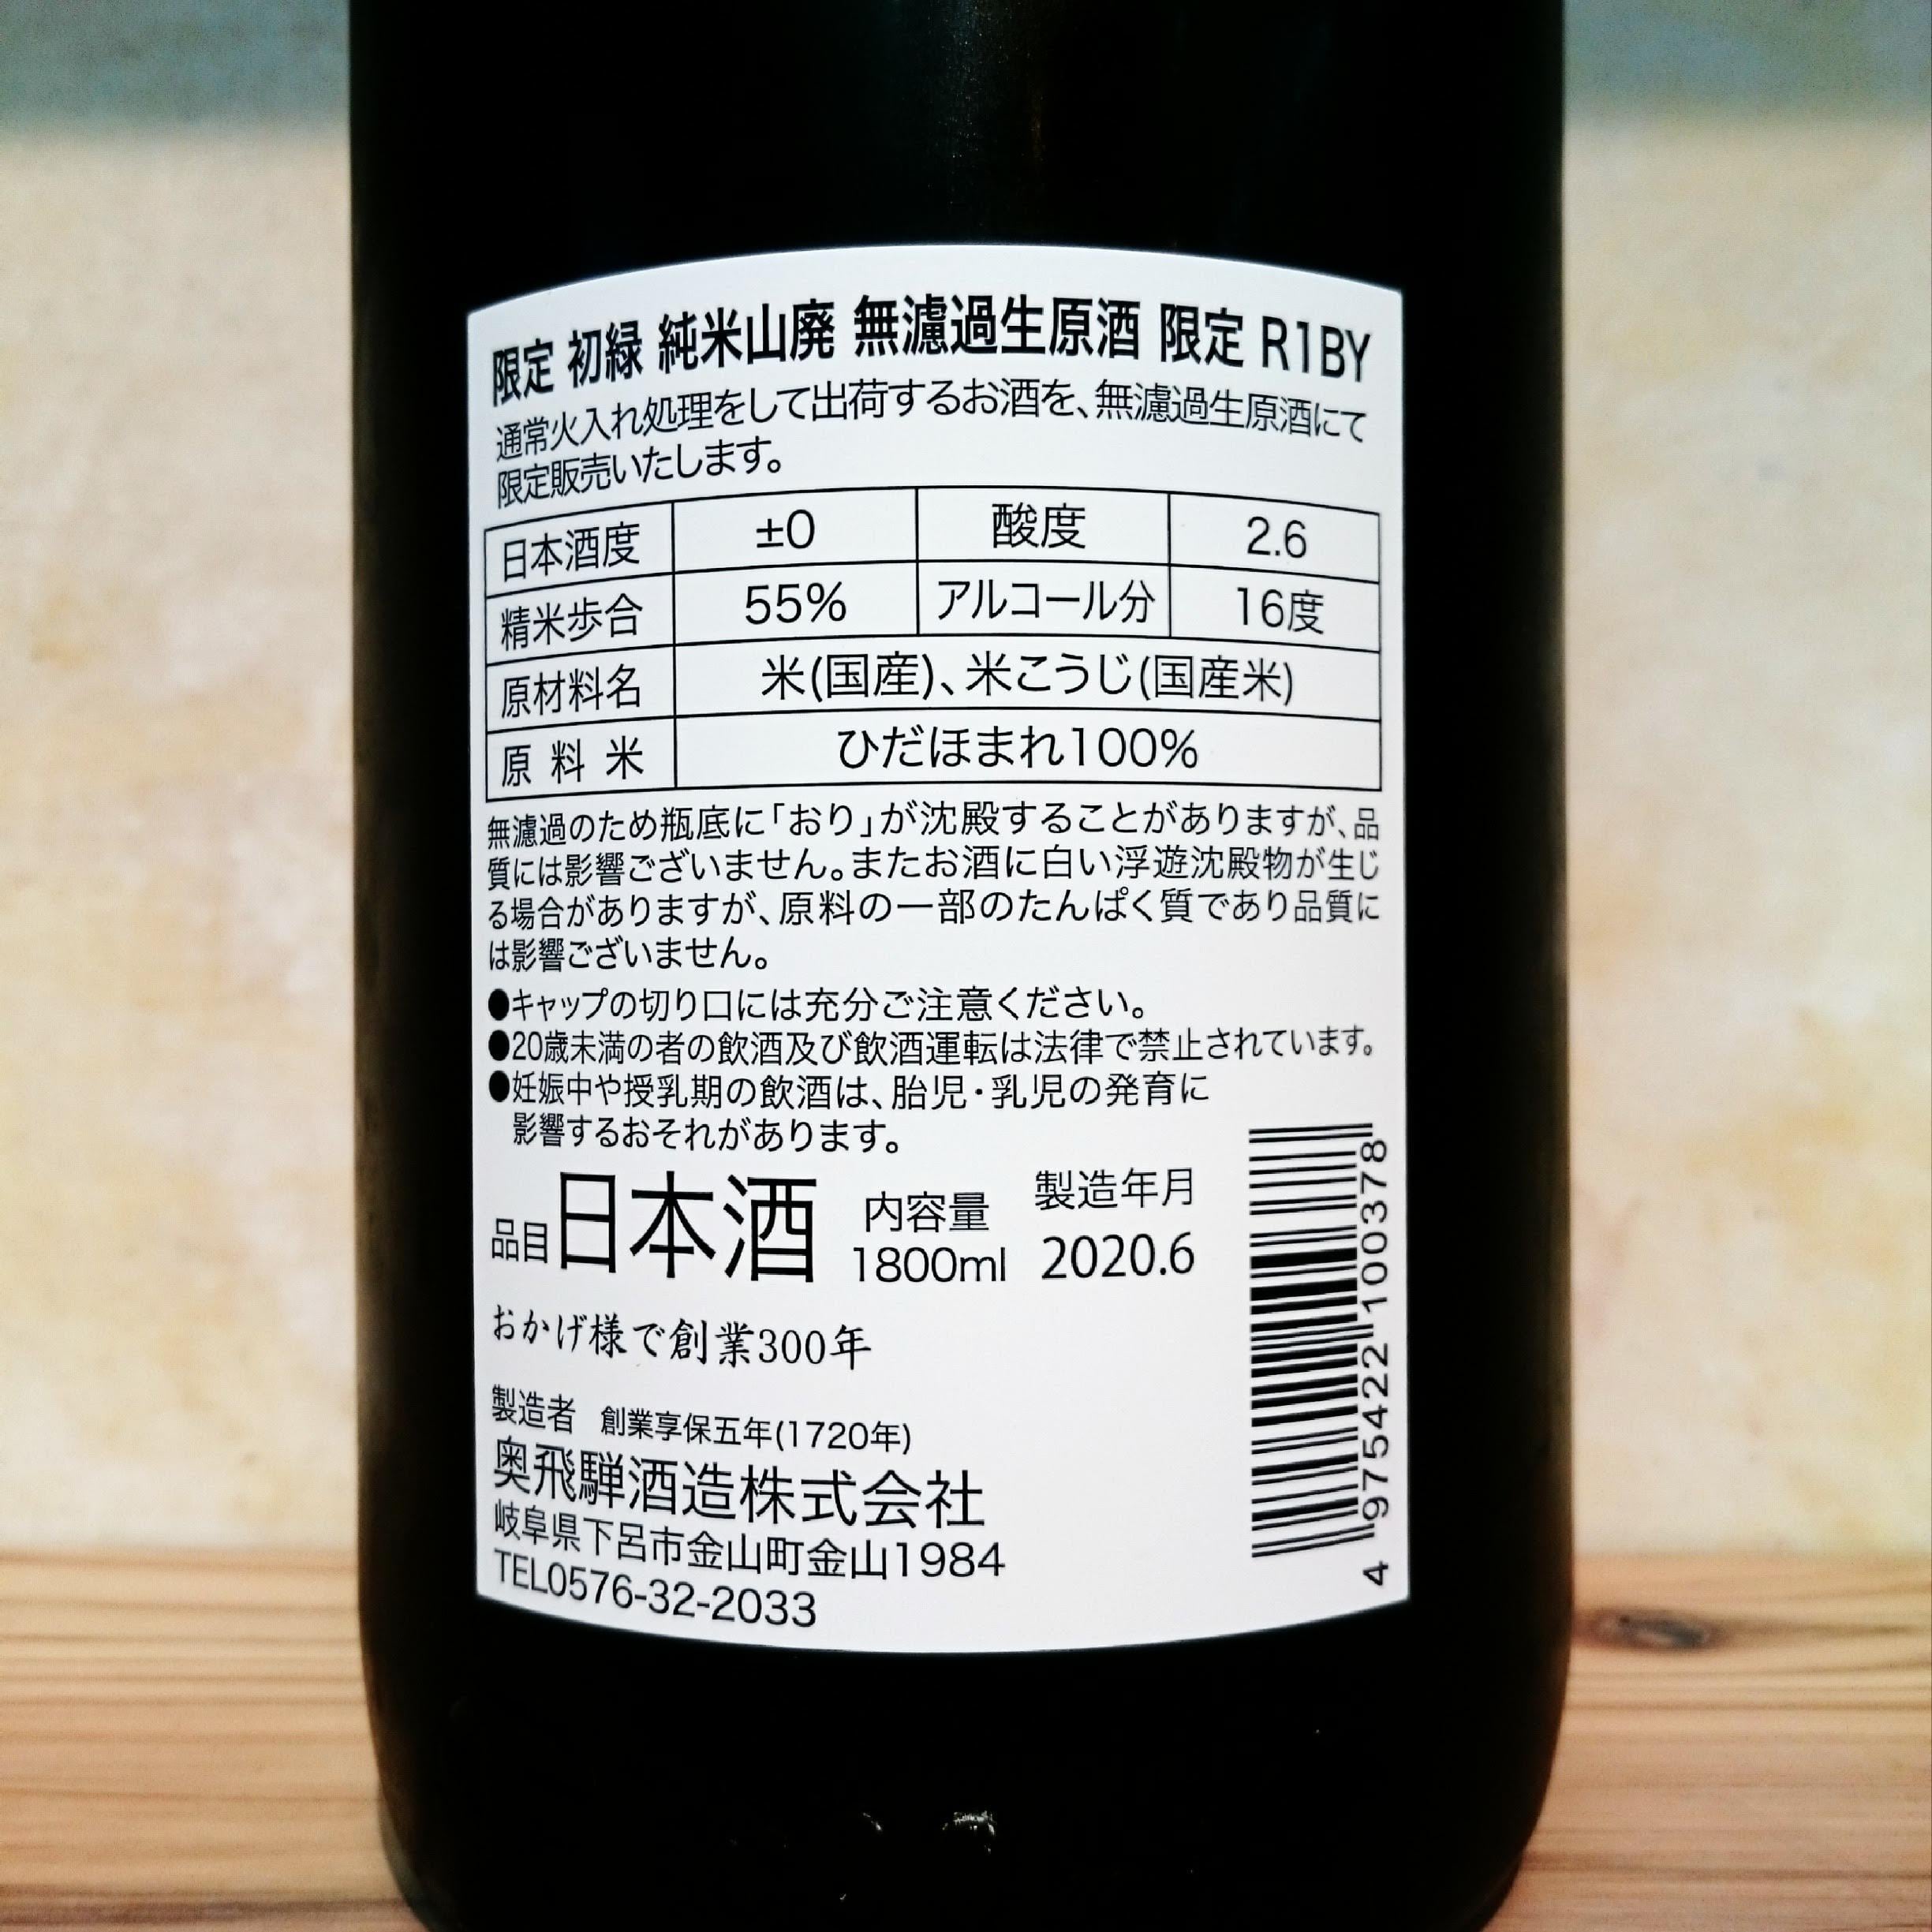 限定 初緑 純米山廃 無濾過生原酒 限定 R1BY
通常火入れ処理をして出荷するお酒を、無濾過生原酒にて
限定販売いたします。
日本酒度 ±0 酸度 2.6
精米歩合 55% アルコール分 16度
原材料名 米(国産)、米こうじ(国産米)
原料米 ひだほまれ100%
無濾過のため瓶底に「おり」が沈殿することがありますが、品
質には影響ございません。またお酒に白い浮遊沈殿物が生じ
る場合がありますが、原料の一部のたんぱく質であり品質に
は影響ございません。
●キャップの切り口には充分ご注意ください。
●20歳未満の者の飲酒及び飲酒運転は法律で禁止されています。
●妊娠中や授乳期の飲酒は、胎児・乳児の発育に
影響するおそれがあります。
品目 日本酒
内容量
1800ml
製造年月
2020.6
おかげ様で創業300年
製造者 創業享保五年(1720年)
奥飛騨酒造株式会社
岐阜県下呂市金山町金山1984
TEL0576-32-2033
4 975422 100378